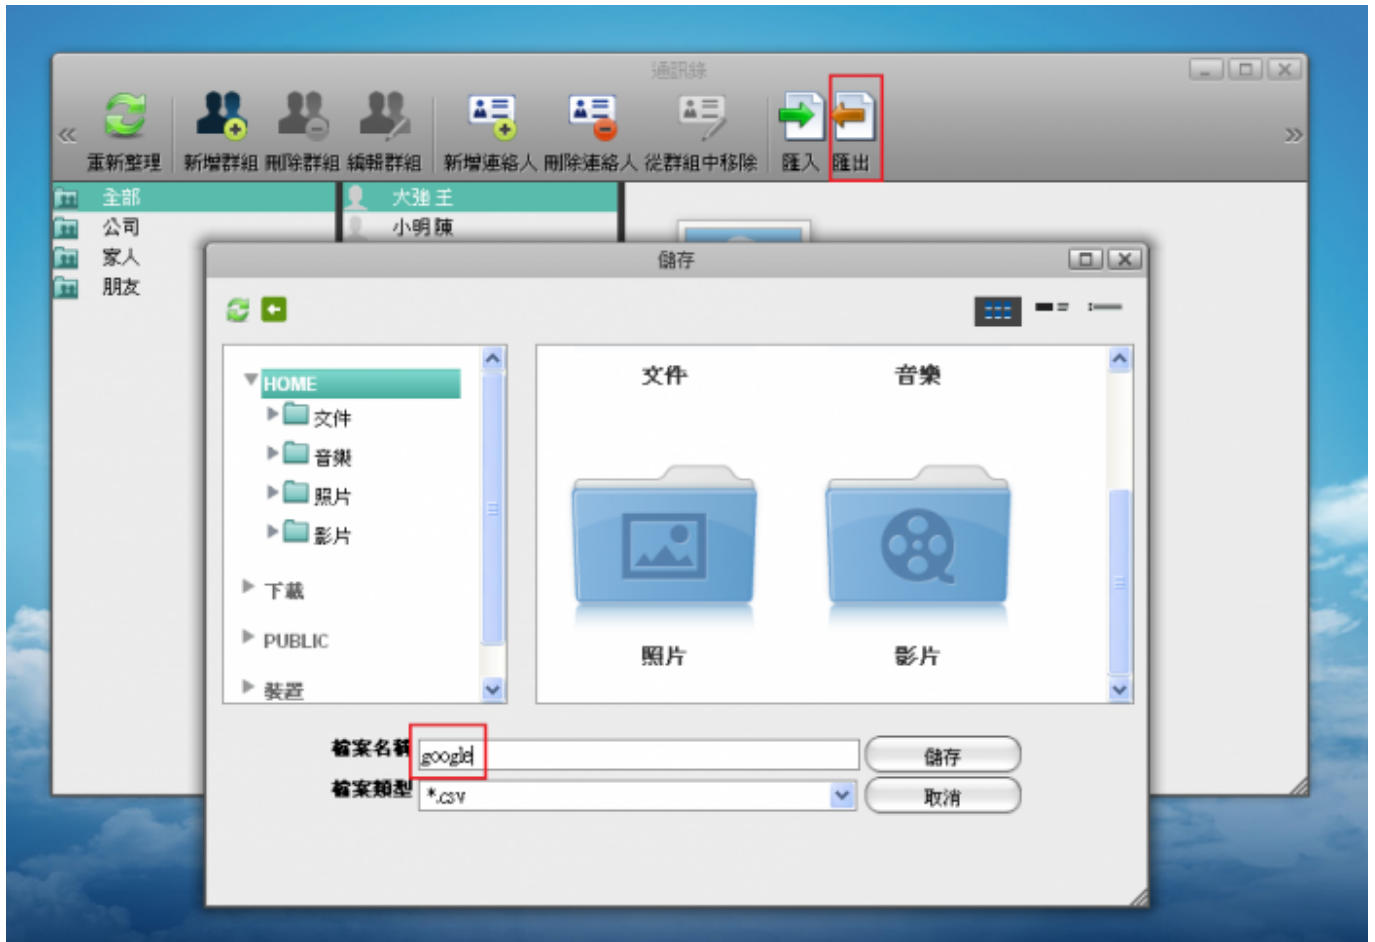 通訊錄
重新整理 新增群組 刪除群組 編輯群組 新增連絡人 刪除連絡人 從群組中移除 匯入 匯出
全部
公司
家人
朋友
大強 王
小明 陳
儲存
HOME
文件
音樂
照片
影片
下載
PUBLIC
裝置
文件 音樂
照片 影片
檔案名稱 google 儲存
檔案類型 *.csv 取消